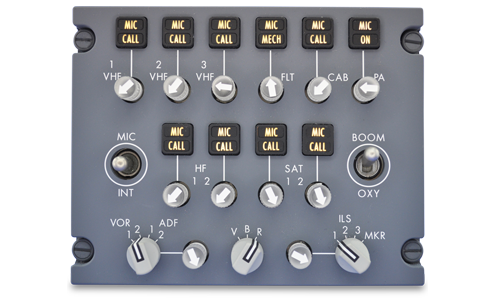 MIC MIC MIC MIC MIC MIC
CALL CALL CALL MECH CALL ON
1 2 3
VHF VHF VHF FLT CAB PA
MIC MIC MIC MIC MIC BOOM
CALL CALL CALL CALL
HF SAT
INT 1 2 1 2 OXY
VOR ADF ILS
1 2 1 2 V B R 1 2 3 MKR